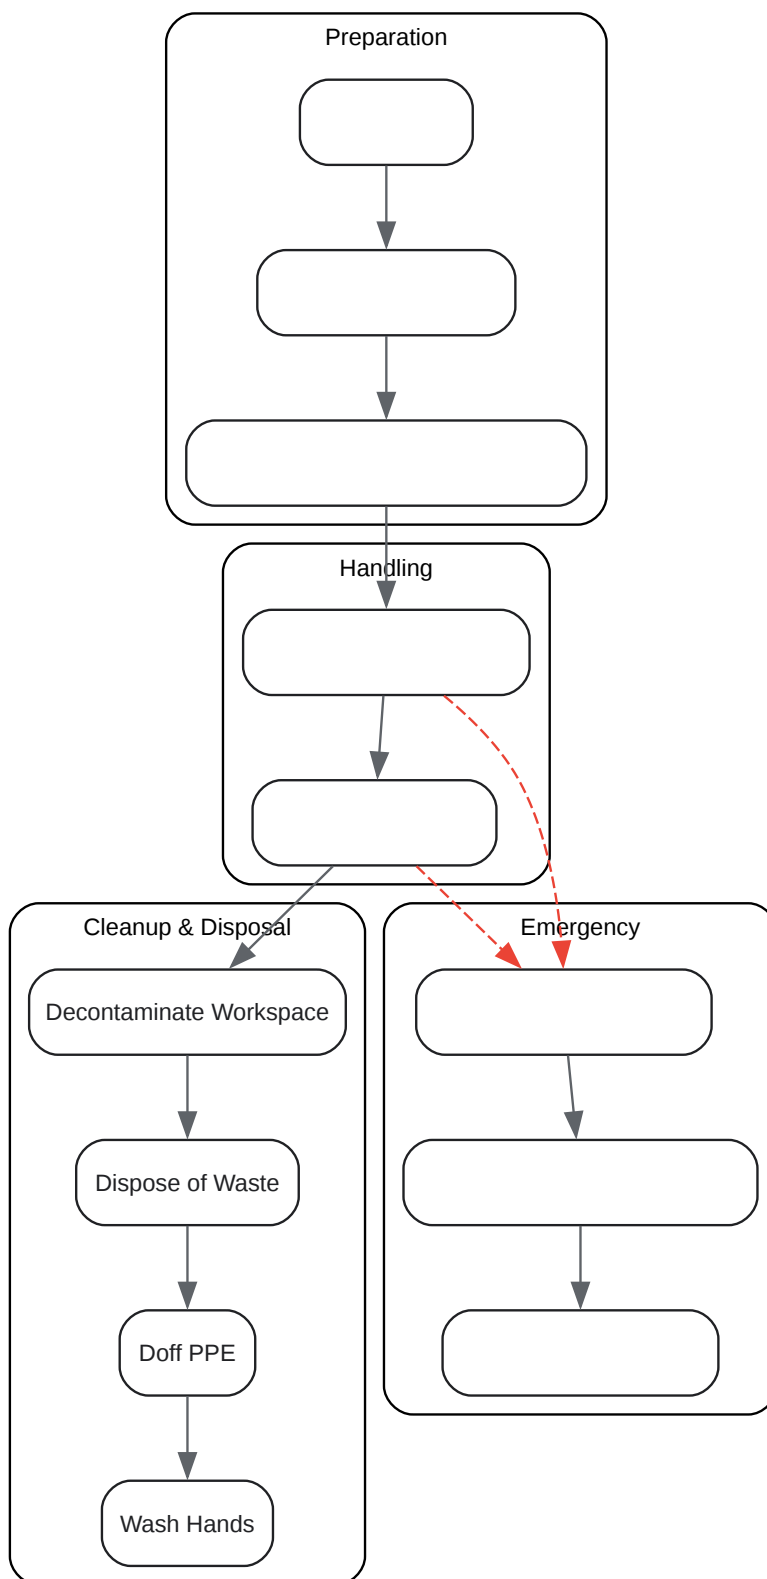 Preparation
Handling
Cleanup & Disposal
Emergency
Decontaminate Workspace
Dispose of Waste
Doff PPE
Wash Hands